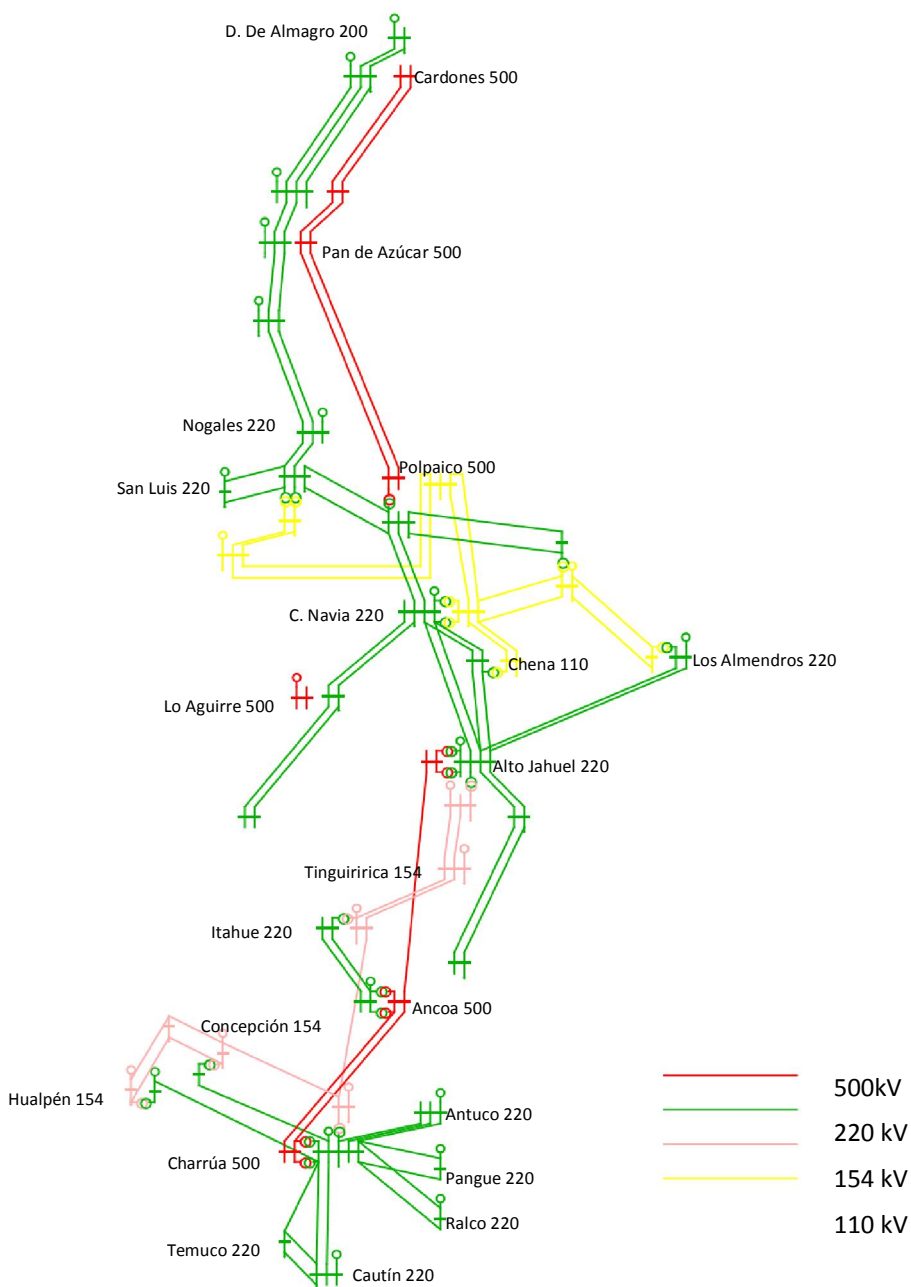 D. De Almagro 200
Cardones 500
Pan de Azúcar 500
Nogales 220
Polpaico 500
San Luis 220
C. Navia 220
Chena 110
Los Almendros 220
Lo Aguirre 500
Alto Jahuel 220
Tinguiririca 154
Itahue 220
Ancoa 500
Concepción 154
Hualpén 154
500kV
Antuco 220
220 kV
Charrúa 500
Pangue 220
154 kV
Ralco 220
110 kV
Temuco 220
Cautín 220